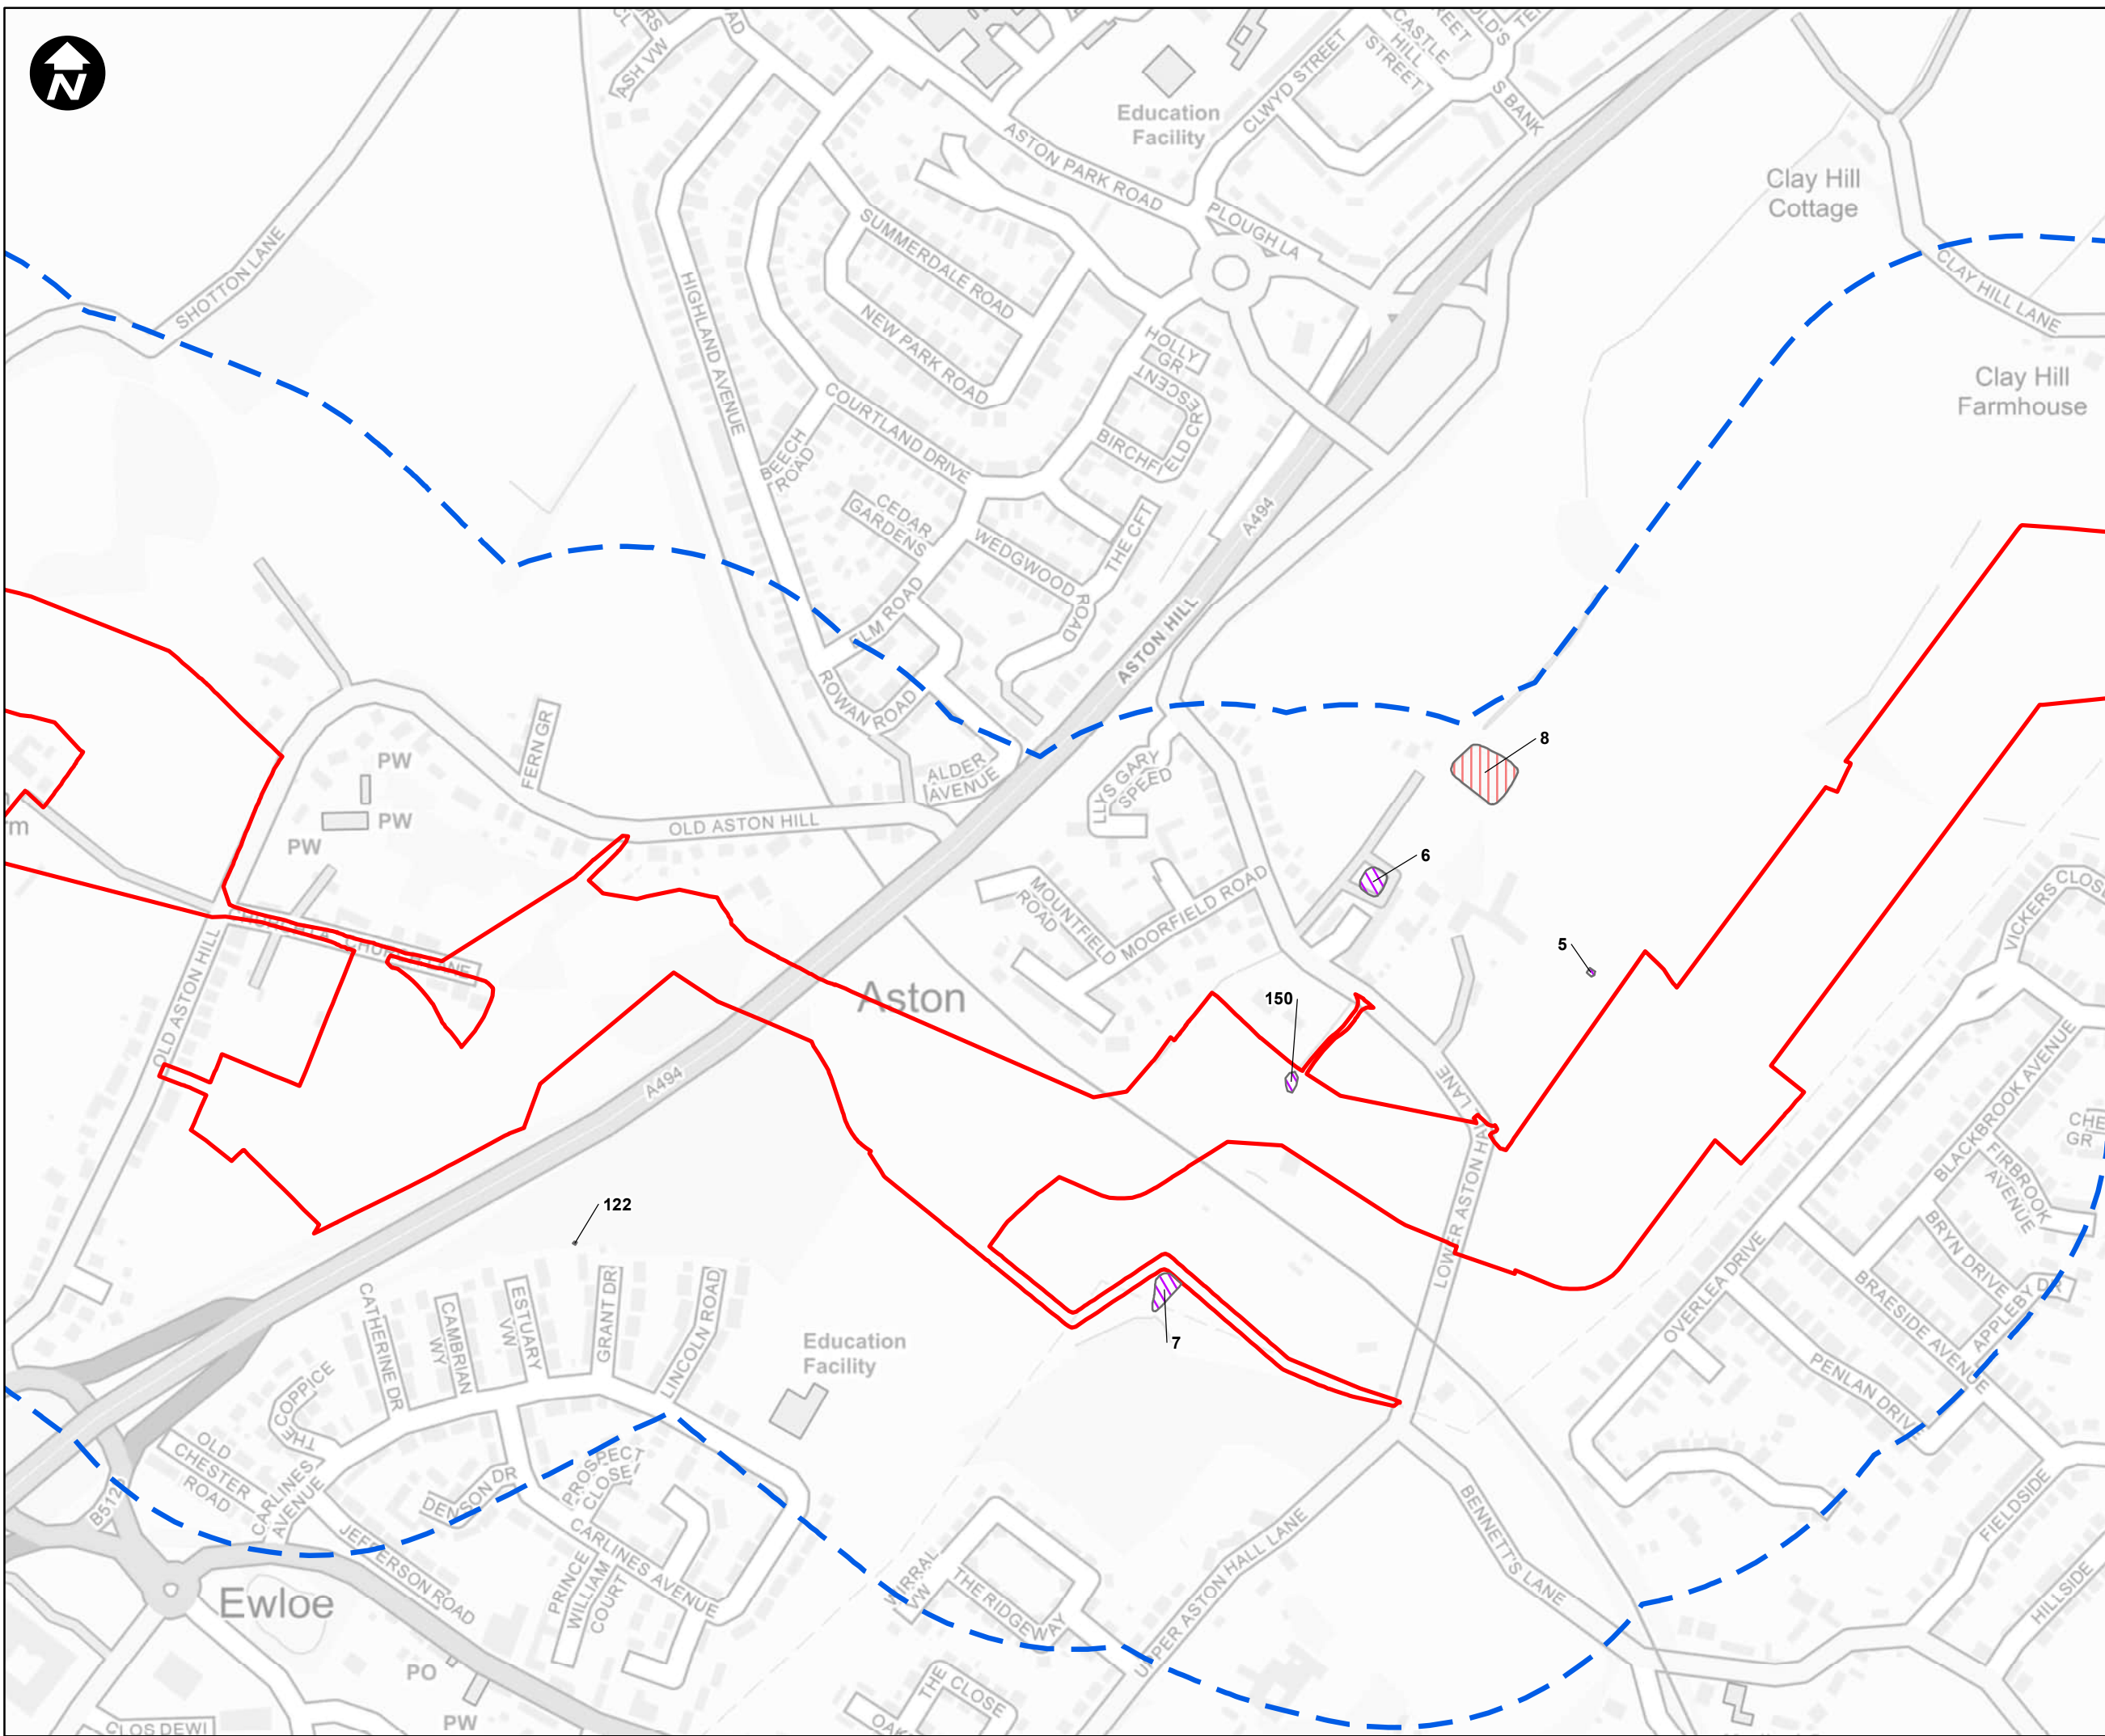 N
ASH VW
Education
Facility
CLWYD STREET
CASTLE
HILL
STREET
S BANK
ASTON PARK ROAD
PLOUGH LA
Clay Hill
Cottage
CLAY HILL LANE
Clay Hill
Farmhouse
SHOTTON LANE
HIGHLAND AVENUE
SUMMERDALE ROAD
NEW PARK ROAD
HOLLY
GR
BIRCHFIELD CRESCENT
COURTLAND DRIVE
BEECH
ROAD
CEDAR
GARDENS
WEDGWOOD
ROAD
THE CFT
A494
ELM ROAD
ASTON HILL
ROWAN ROAD
FERN GR
ALDER
AVENUE
LLYS GARY
SPEED
8
PW
PW
PW
rm
OLD ASTON HILL
6
MOUNTFIELD
ROAD
MOORFIELD ROAD
VICKERS CLOSE
CHURCH LANE
OLD ASTON HILL
5
Aston
150
A494
LOWER ASTON HALL LANE
BLACKBROOK AVENUE
CHE
GR
FIRBROOK
AVENUE
122
BRYN DRIVE
OVERLEA DRIVE
BRAESIDE AVENUE
APPLEBY DR
7
CATHERINE DR
CAMBRIAN
WY
ESTUARY
VW
GRANT DR
LINCOLN ROAD
Education
Facility
PENLAN DRIVE
THE COPPICE
OLD
CHESTER
ROAD
CARLINES
AVENUE
DENSON DR
PROSPECT
CLOSE
JEFFERSON ROAD
CARLINES AVENUE
PRINCE
WILLIAM
COURT
WIRRAL
VW
THE RIDGEWAY
UPPER ASTON HALL LANE
BENNETT'S LANE
FIELDSIDE
HILLSIDE
Ewloe
PO
PW
THE CLOSE
CLOS DEWI